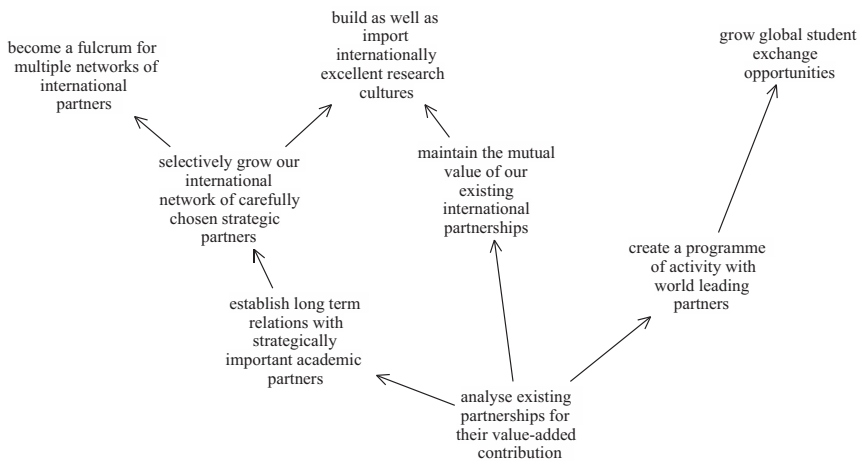 become a fulcrum for
multiple networks of
international
partners
build as well as
import
internationally
excellent research
cultures
grow global student
exchange
opportunities
selectively grow our
international
network of carefully
chosen strategic
partners
maintain the mutual
value of our
existing
international
partnerships
create a programme
of activity with
world leading
partners
establish long term
relations with
strategically
important academic
partners
analyse existing
partnerships for
their value-added
contribution